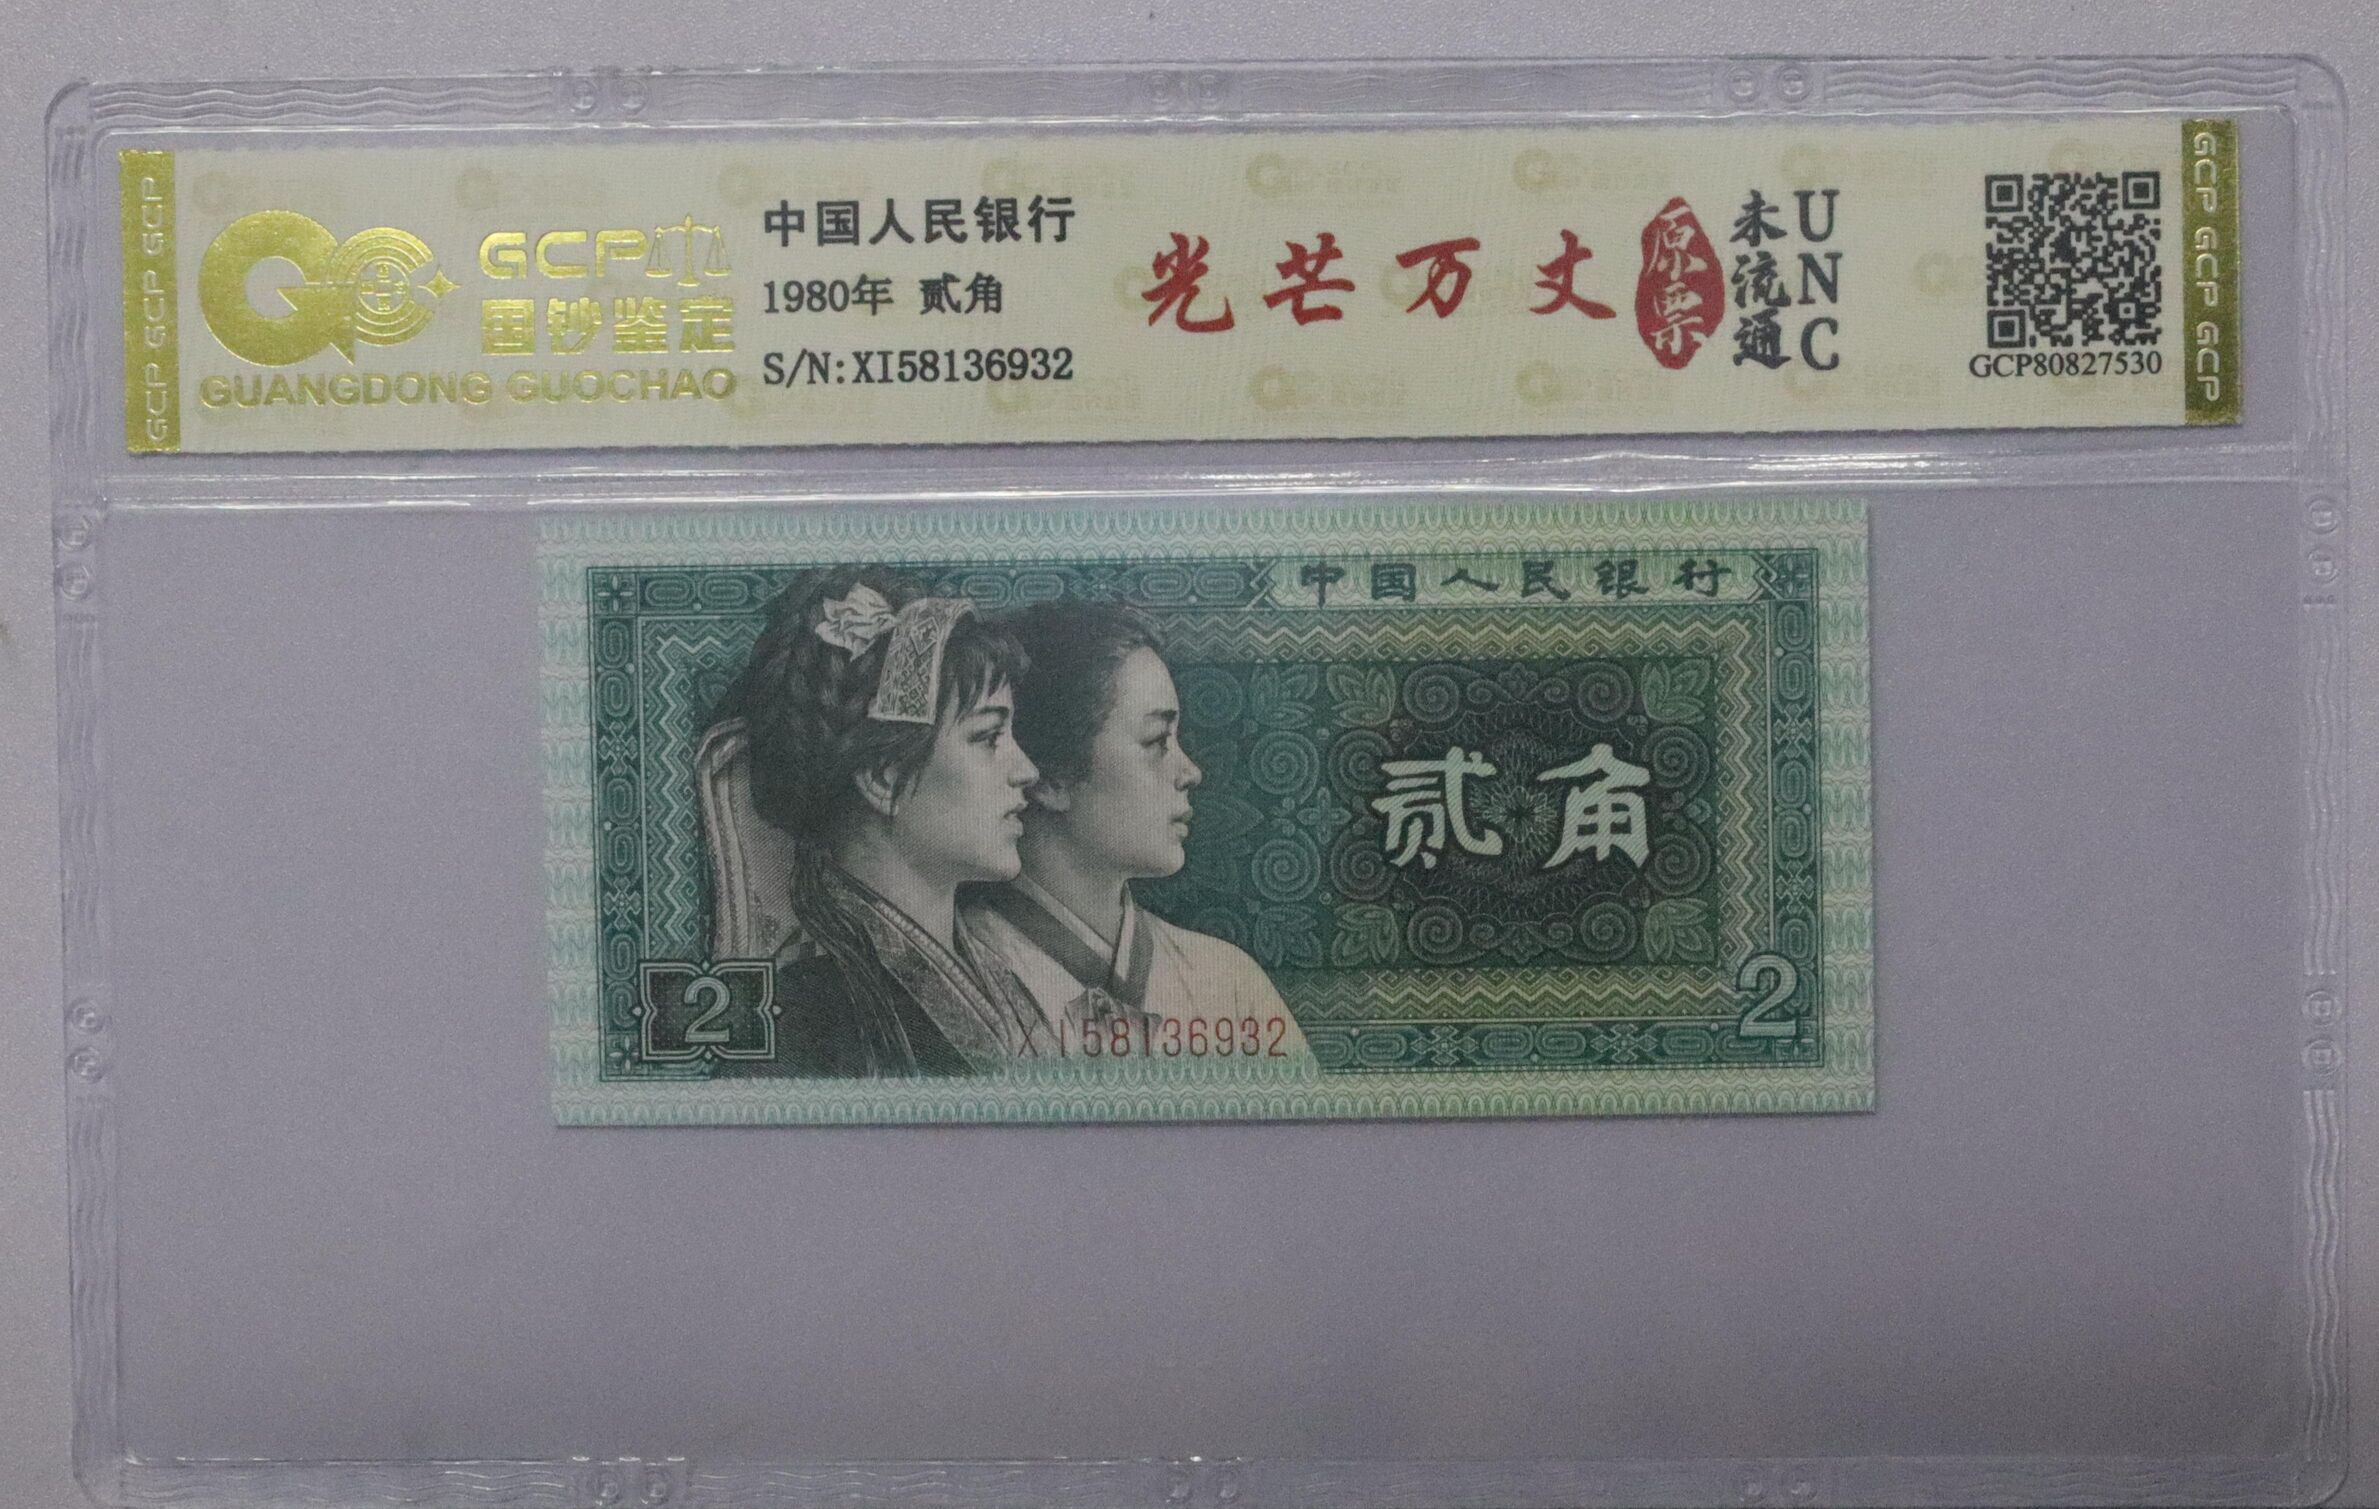 GCP
国钞鉴定
GUANGDONG GUOCHAO
中国人民银行
1980年 贰角
S/N:XI58136932
光芒万丈
原票
未流通
UNC
GCP80827530
GCP GCP GCP
GCP GCP GCP
中国人民银行
贰角
2
XI58136932
2